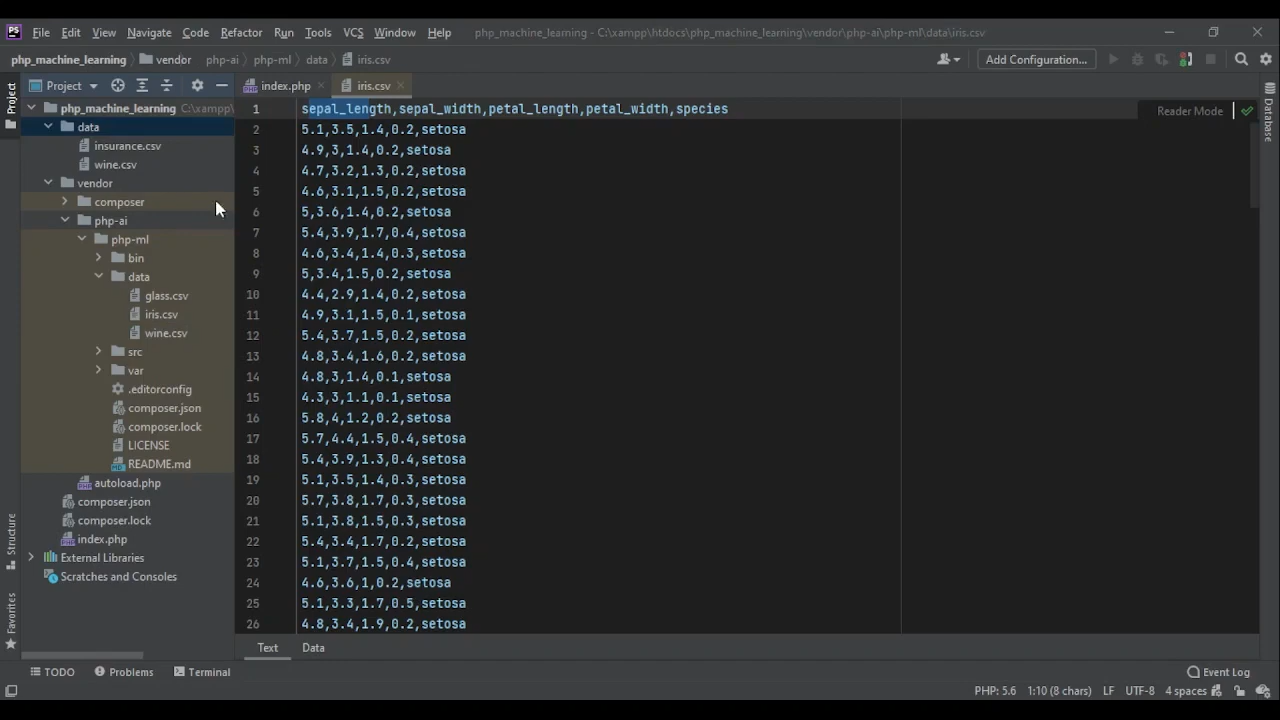 PS File Edit View Navigate Code Refactor Run Tools VCS Window Help php_machine_learning - C:\xampp\htdocs\php_machine_learning\vendor\php-ai\php-ml\data\iris.csv
php_machine_learning vendor php-ai php-ml data iris.csv Add Configuration...
Project index.php iris.csv
Project
Structure
Favorites
Database
php_machine_learning C:\xampp\
data
insurance.csv
wine.csv
vendor
composer
php-ai
php-ml
bin
data
glass.csv
iris.csv
wine.csv
src
var
.editorconfig
composer.json
composer.lock
LICENSE
README.md
autoload.php
composer.json
composer.lock
index.php
External Libraries
Scratches and Consoles
Reader Mode
1 sepal_length,sepal_width,petal_length,petal_width,species
2 5.1,3.5,1.4,0.2,setosa
3 4.9,3,1.4,0.2,setosa
4 4.7,3.2,1.3,0.2,setosa
5 4.6,3.1,1.5,0.2,setosa
6 5,3.6,1.4,0.2,setosa
7 5.4,3.9,1.7,0.4,setosa
8 4.6,3.4,1.4,0.3,setosa
9 5,3.4,1.5,0.2,setosa
10 4.4,2.9,1.4,0.2,setosa
11 4.9,3.1,1.5,0.1,setosa
12 5.4,3.7,1.5,0.2,setosa
13 4.8,3.4,1.6,0.2,setosa
14 4.8,3,1.4,0.1,setosa
15 4.3,3,1.1,0.1,setosa
16 5.8,4,1.2,0.2,setosa
17 5.7,4.4,1.5,0.4,setosa
18 5.4,3.9,1.3,0.4,setosa
19 5.1,3.5,1.4,0.3,setosa
20 5.7,3.8,1.7,0.3,setosa
21 5.1,3.8,1.5,0.3,setosa
22 5.4,3.4,1.7,0.2,setosa
23 5.1,3.7,1.5,0.4,setosa
24 4.6,3.6,1,0.2,setosa
25 5.1,3.3,1.7,0.5,setosa
26 4.8,3.4,1.9,0.2,setosa
Text Data
TODO Problems Terminal Event Log
PHP: 5.6 1:10 (8 chars) LF UTF-8 4 spaces